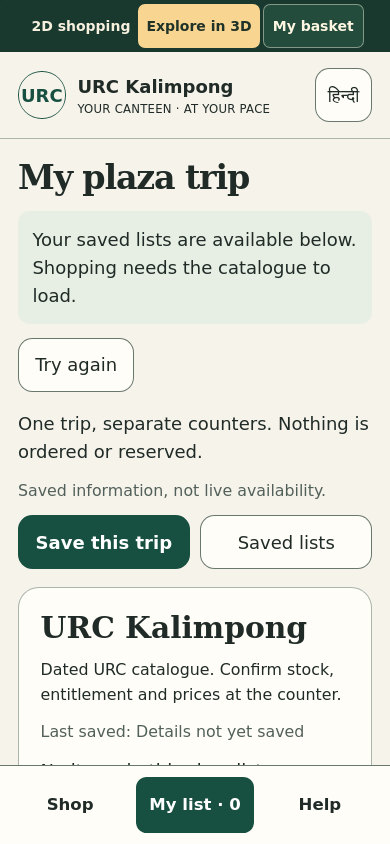 2D shopping
Explore in 3D
My basket
URC
URC Kalimpong
YOUR CANTEEN · AT YOUR PACE
हिन्दी
My plaza trip
Your saved lists are available below.
Shopping needs the catalogue to
load.
Try again
One trip, separate counters. Nothing is
ordered or reserved.
Saved information, not live availability.
Save this trip
Saved lists
URC Kalimpong
Dated URC catalogue. Confirm stock,
entitlement and prices at the counter.
Last saved: Details not yet saved
Shop
My list · 0
Help